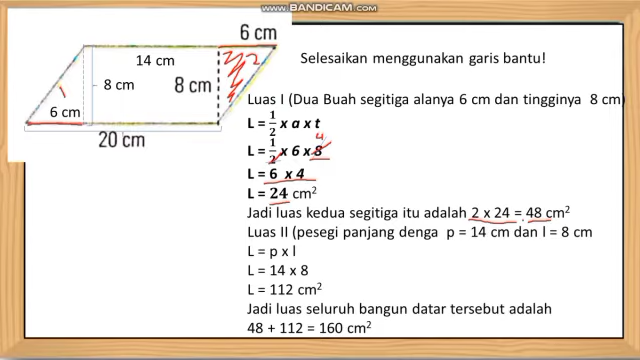 WWW.BANDICAM.COM
6 cm
14 cm
8 cm
8 cm
6 cm
20 cm
1
2
Selesaikan menggunakan garis bantu!
Luas I (Dua Buah segitiga alanya 6 cm dan tingginya 8 cm)
L = 1/2 x a x t
4
L = 1/2 x 6 x 8
L = 6 x 4
L = 24 cm²
Jadi luas kedua segitiga itu adalah 2 x 24 = 48 cm²
Luas II (pesegi panjang denga p = 14 cm dan l = 8 cm
L = p x l
L = 14 x 8
L = 112 cm²
Jadi luas seluruh bangun datar tersebut adalah
48 + 112 = 160 cm²